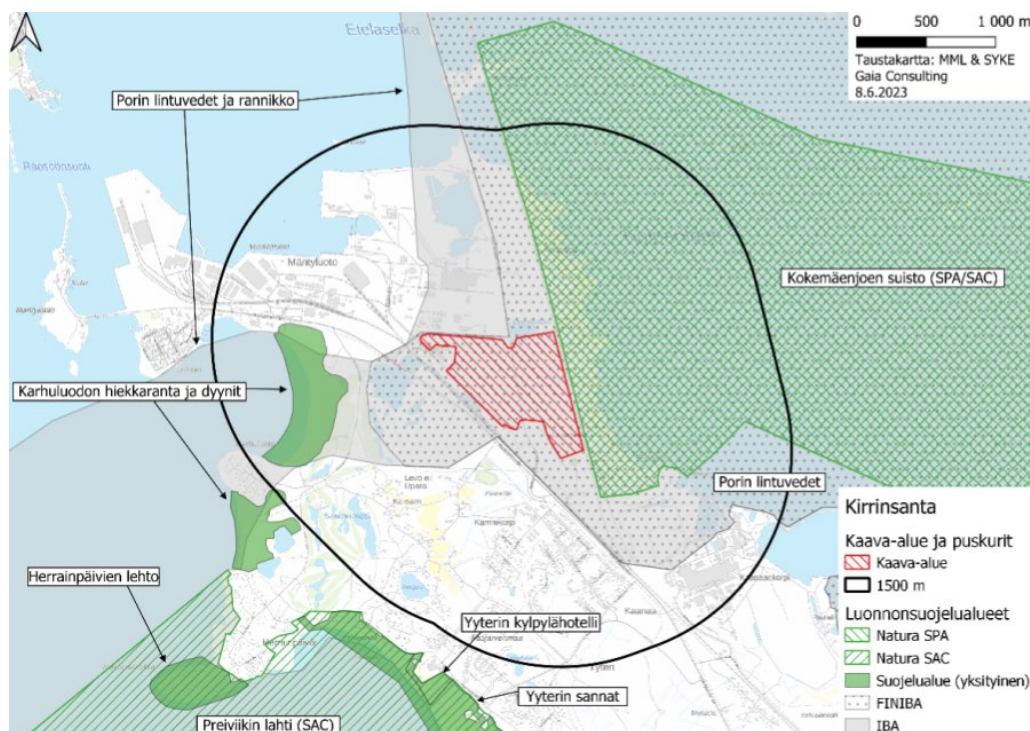 Etelaselka
0 500 1 000 m
Taustakartta: MML & SYKE
Gaia Consulting
8.6.2023
Porin lintuvedet ja rannikko
Mäntyluoto
Kokemäenjoen suisto (SPA/SAC)
Karhuluodon hiekkaranta ja dyynit
Porin lintuvedet
Herrainpäivien lehto
Yyterin kylpylähotelli
Yyteri
Yyterin sannat
Preiviikin lahti (SAC)
Kirrinsanta
Kaava-alue ja puskurit
Kaava-alue
1500 m
Luonnonsuojelualueet
Natura SPA
Natura SAC
Suojelualue (yksityinen)
FINIBA
IBA